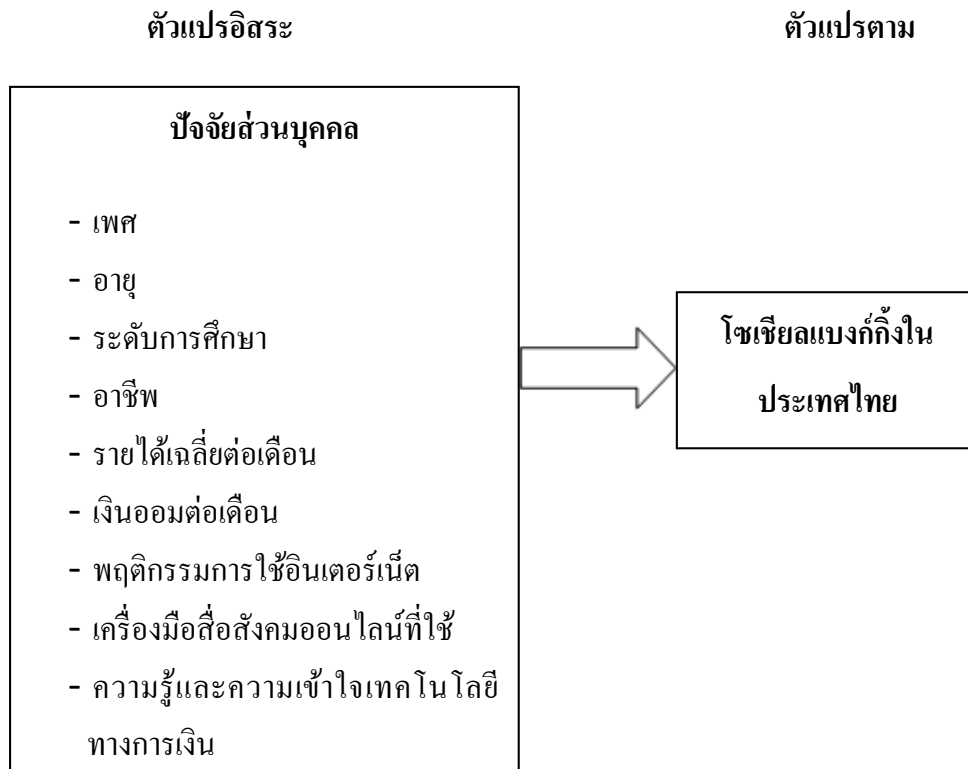 ตัวแปรอิสระ
ตัวแปรตาม
ปัจจัยส่วนบุคคล
- เพศ
- อายุ
- ระดับการศึกษา
- อาชีพ
- รายได้เฉลี่ยต่อเดือน
- เงินออมต่อเดือน
- พฤติกรรมการใช้อินเตอร์เน็ต
- เครื่องมือสื่อสังคมออนไลน์ที่ใช้
- ความรู้และความเข้าใจเทคโนโลยี
ทางการเงิน
โซเชียลแบงก์กิ้งใน
ประเทศไทย